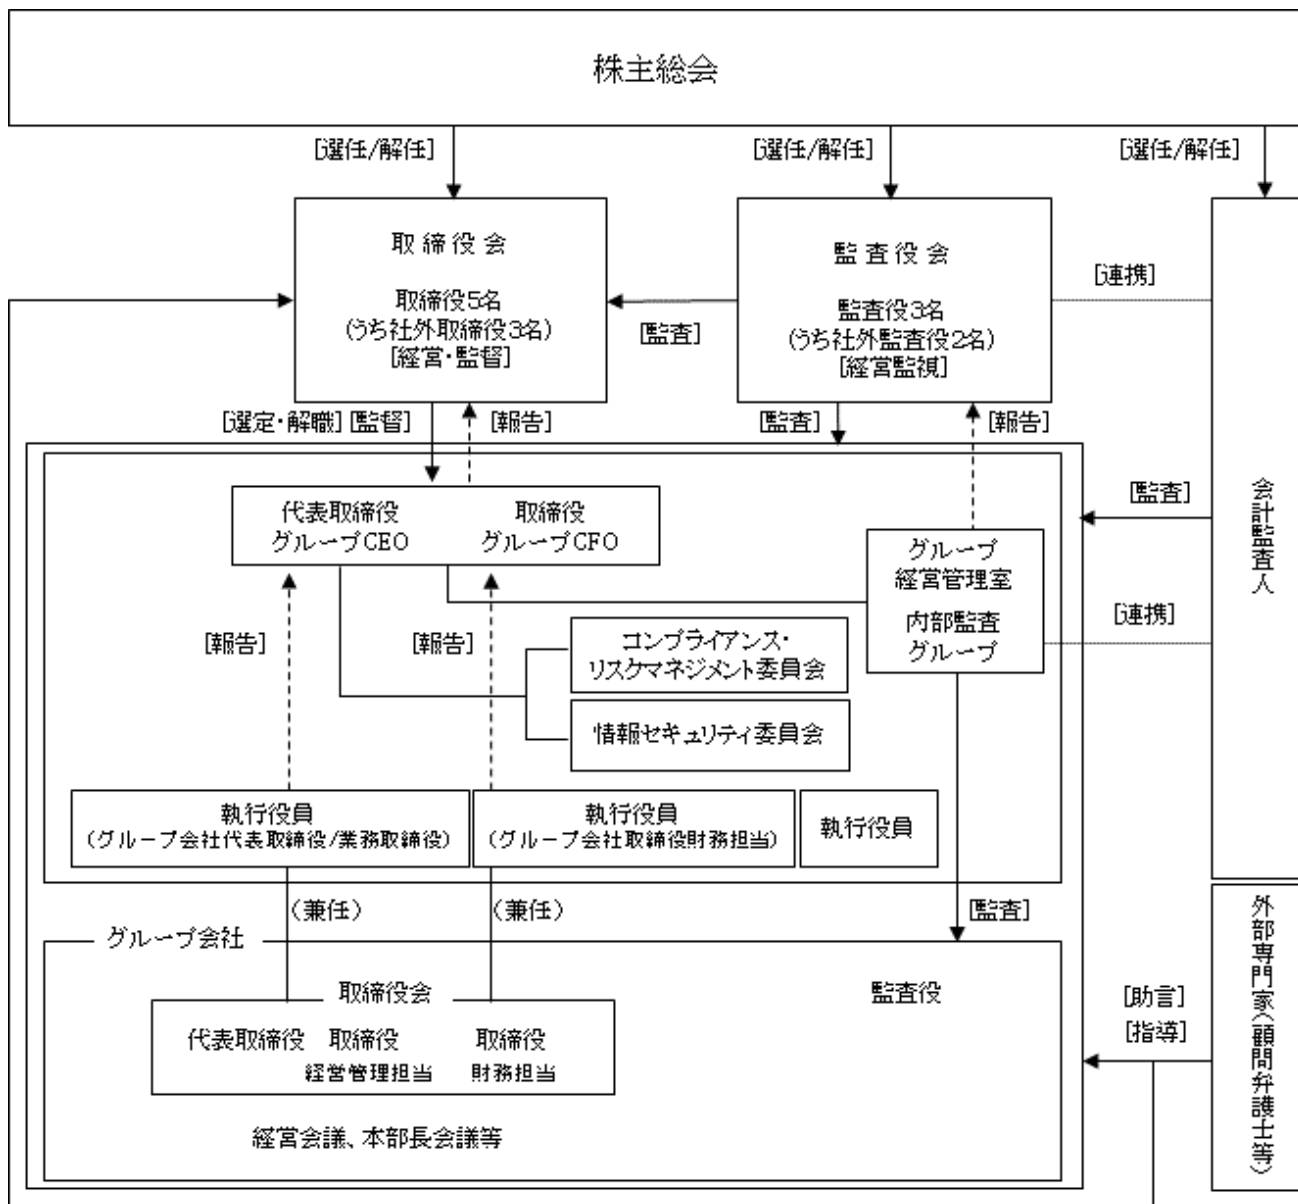 株主総会
[選任/解任]
[選任/解任]
[選任/解任]
取締役会
取締役5名
(うち社外取締役3名)
[経営・監督]
監査役会
監査役3名
(うち社外監査役2名)
[経営監視]
[連携]
[監査]
[選定・解職][監督]
[報告]
[監査]
[報告]
会計監査人
[監査]
代表取締役
グループCEO
取締役
グループCFO
グループ
経営管理室
内部監査
グループ
[連携]
[報告]
[報告]
コンプライアンス・
リスクマネジメント委員会
情報セキュリティ委員会
執行役員
(グループ会社代表取締役/業務取締役)
執行役員
(グループ会社取締役財務担当)
執行役員
(兼任)
(兼任)
[監査]
グループ会社
取締役会
代表取締役
取締役
経営管理担当
取締役
財務担当
監査役
経営会議、本部長会議等
[助言]
[指導]
外部専門家(顧問弁護士等)